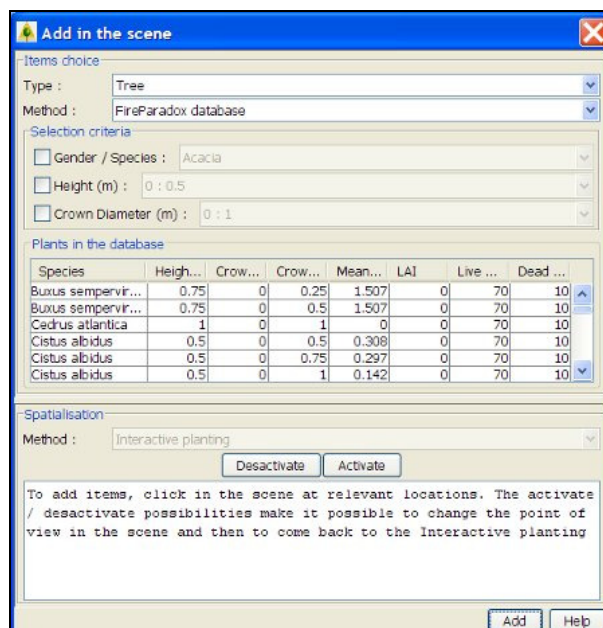 Add in the scene
Items choice
Type : Tree
Method : FireParadox database
Selection criteria
Gender / Species : Acacia
Height (m) : 0 : 0.5
Crown Diameter (m) : 0 : 1
Plants in the database
Species Heigh... Crow... Crow... Mean... LAI Live ... Dead ...
Buxus sempervir... 0.75 0 0.25 1.507 0 70 10
Buxus sempervir... 0.75 0 0.5 1.507 0 70 10
Cedrus atlantica 1 0 1 0 0 70 10
Cistus albidus 0.5 0 0.5 0.308 0 70 10
Cistus albidus 0.5 0 0.75 0.297 0 70 10
Cistus albidus 0.5 0 1 0.142 0 70 10
Spatialisation
Method : Interactive planting
Desactivate Activate
To add items, click in the scene at relevant locations. The activate
/ desactivate possibilities make it possible to change the point of
view in the scene and then to come back to the Interactive planting
Add Help